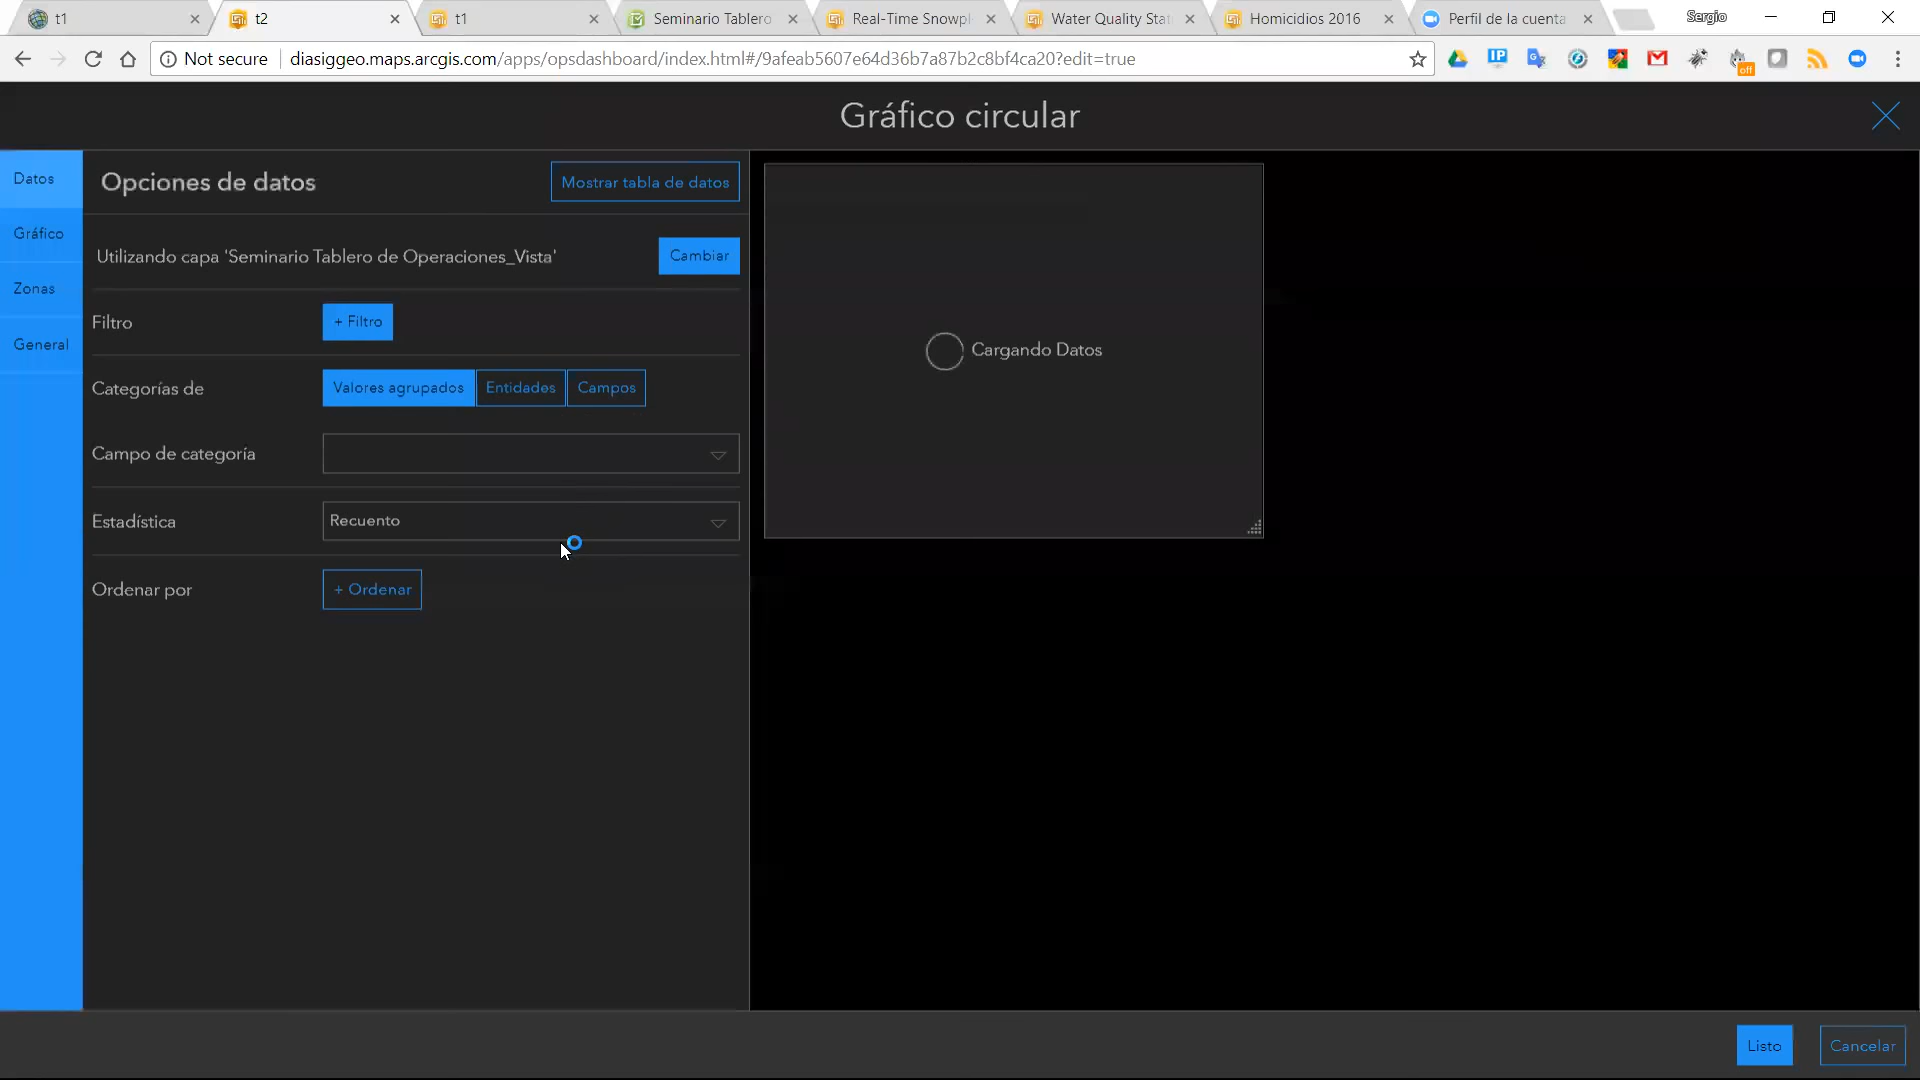 t1
t2
t1
Seminario Tablero
Real-Time Snowpl
Water Quality Stat
Homicidios 2016
Perfil de la cuenta
Sergio
Not secure
diasiggeo.maps.arcgis.com/apps/opsdashboard/index.html#/9afeab5607e64d36b7a87b2c8bf4ca20?edit=true
IP
off
Gráfico circular
Datos
Gráfico
Zonas
General
Opciones de datos
Mostrar tabla de datos
Utilizando capa 'Seminario Tablero de Operaciones_Vista'
Cambiar
Filtro
+ Filtro
Categorías de
Valores agrupados
Entidades
Campos
Campo de categoría
Estadística
Recuento
Ordenar por
+ Ordenar
Cargando Datos
Listo
Cancelar